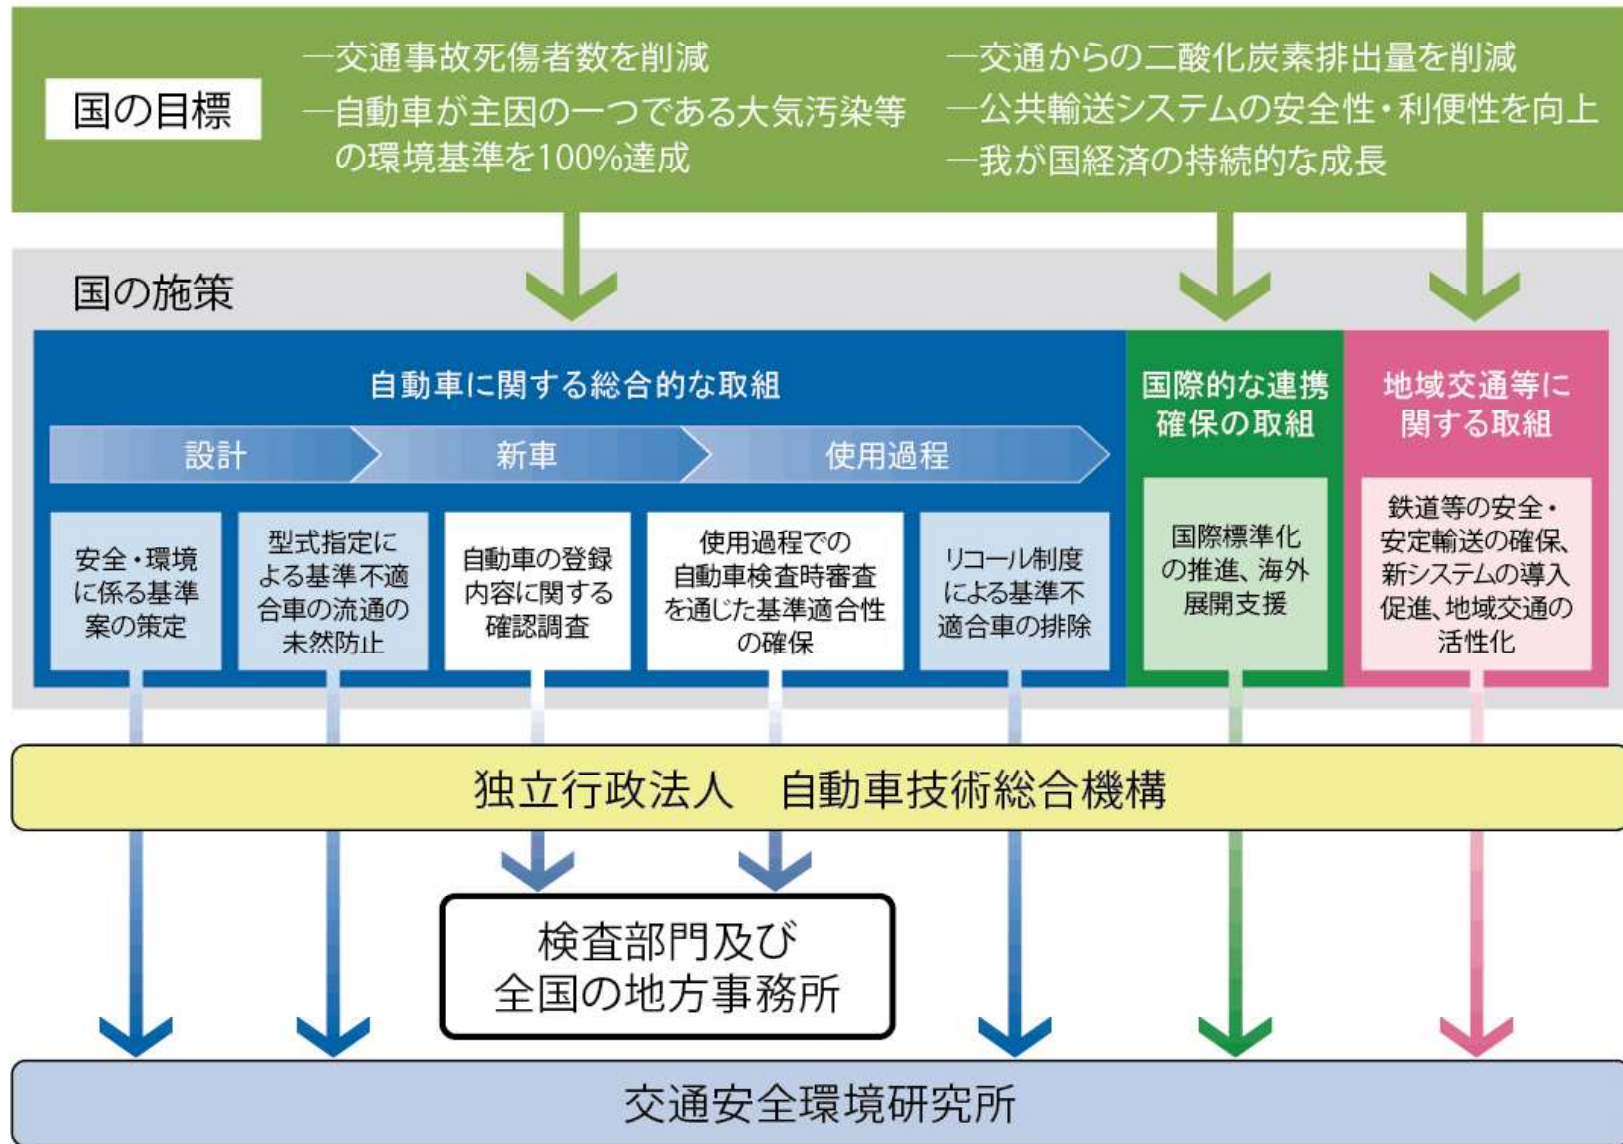 国の目標
―交通事故死傷者数を削減
―自動車が主因の一つである大気汚染等
の環境基準を100%達成
―交通からの二酸化炭素排出量を削減
―公共輸送システムの安全性・利便性を向上
―我が国経済の持続的な成長
国の施策
自動車に関する総合的な取組
設計
新車
使用過程
安全・環境
に係る基準
案の策定
型式指定に
よる基準不適
合車の流通の
未然防止
自動車の登録
内容に関する
確認調査
使用過程での
自動車検査時審査
を通じた基準適合性
の確保
リコール制度
による基準不
適合車の排除
国際的な連携
確保の取組
国際標準化
の推進、海外
展開支援
地域交通等に
関する取組
鉄道等の安全・
安定輸送の確保、
新システムの導入
促進、地域交通の
活性化
独立行政法人　自動車技術総合機構
検査部門及び
全国の地方事務所
交通安全環境研究所